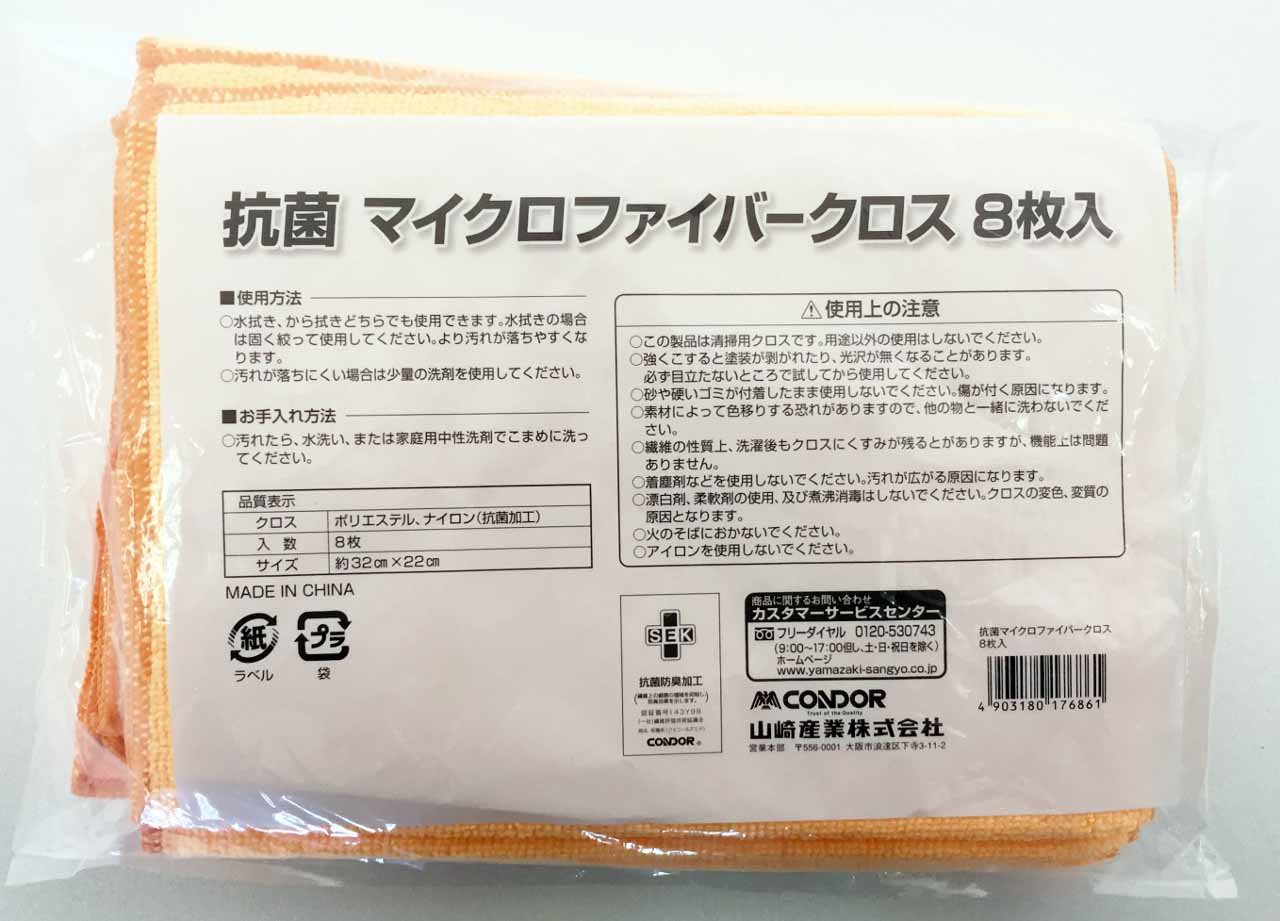 抗菌 マイクロファイバークロス 8枚入
■使用方法
○水拭き、から拭きどちらでも使用できます。水拭きの場合
は固く絞って使用してください。より汚れが落ちやすくな
ります。
○汚れが落ちにくい場合は少量の洗剤を使用してください。
■お手入れ方法
○汚れたら、水洗い、または家庭用中性洗剤でこまめに洗っ
てください。
品質表示
クロス ポリエステル、ナイロン(抗菌加工)
入 数 8枚
サイズ 約32㎝×22㎝
MADE IN CHINA
紙
ラベル
プラ
袋
⚠使用上の注意
○この製品は清掃用クロスです。用途以外の使用はしないでください。
○強くこすると塗装が剥がれたり、光沢が無くなることがあります。
必ず目立たないところで試してから使用してください。
○砂や硬いゴミが付着したまま使用しないでください。傷が付く原因になります。
○素材によって色移りする恐れがありますので、他の物と一緒に洗わないでくだ
さい。
○繊維の性質上、洗濯後もクロスにくすみが残るとがありますが、機能上は問題
ありません。
○着塵剤などを使用しないでください。汚れが広がる原因になります。
○漂白剤、柔軟剤の使用、及び煮沸消毒はしないでください。クロスの変色、変質の
原因となります。
○火のそばにおかないでください。
○アイロンを使用しないでください。
SEK
抗菌防臭加工
認証番号143Y98
(一社)繊維評価技術協議会
CONDOR®
商品に関するお問い合わせ
カスタマーサービスセンター
フリーダイヤル 0120-530743
(9:00〜17:00但し、土・日・祝日を除く)
ホームページ
www.yamazaki-sangyo.co.jp
CONDOR
Trust of the Quality
山崎産業株式会社
営業本部 〒556-0001 大阪市浪速区下寺3-11-2
抗菌マイクロファイバークロス
8枚入
4 903180 176861